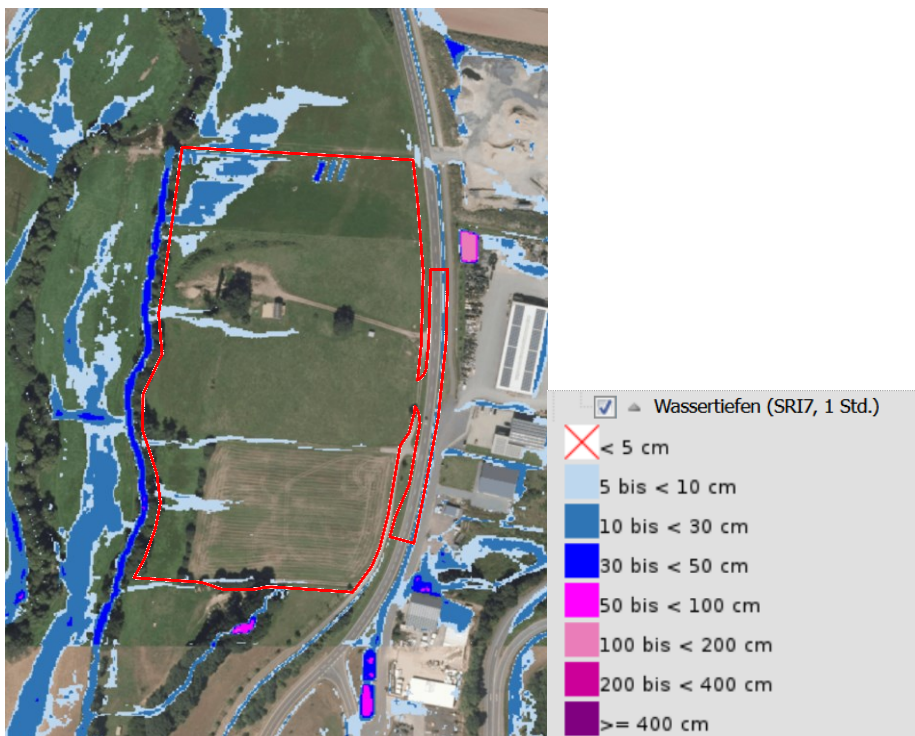 Wassertiefen (SRI7, 1 Std.)
< 5 cm
5 bis < 10 cm
10 bis < 30 cm
30 bis < 50 cm
50 bis < 100 cm
100 bis < 200 cm
200 bis < 400 cm
>= 400 cm